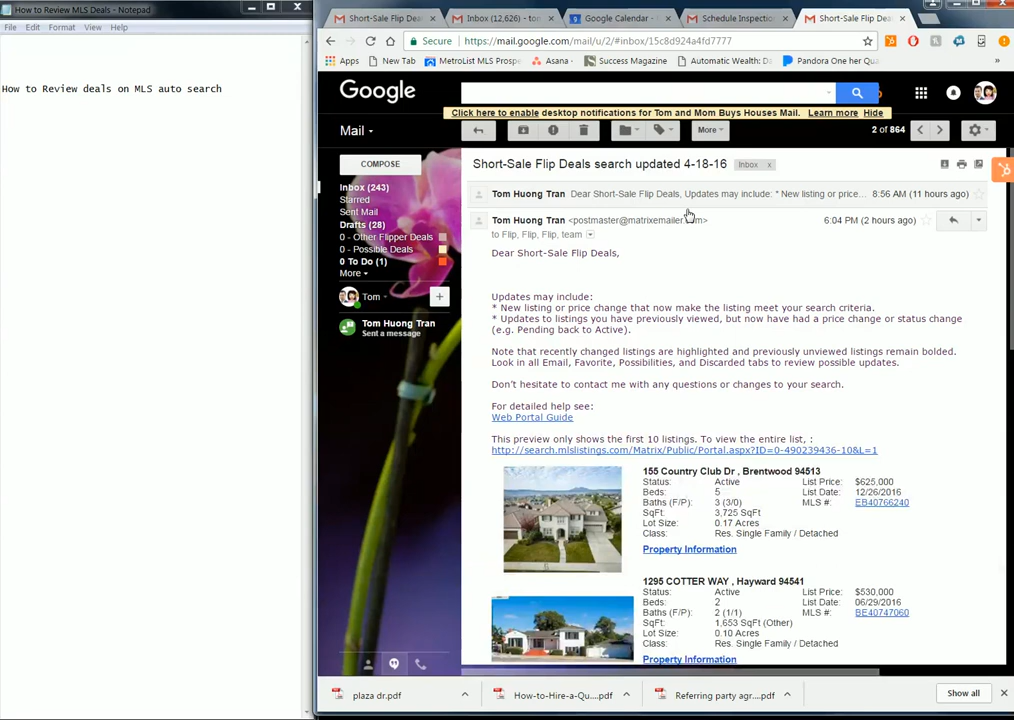 How to Review MLS Deals - Notepad
File Edit Format View Help
How to Review deals on MLS auto search
Short-Sale Flip Deals
Inbox (12,626) - tom
Google Calendar -
Schedule Inspection
Short-Sale Flip Deals
Secure https://mail.google.com/mail/u/2/#inbox/15c8d924a4fd7777
Apps New Tab MetroList MLS Prospe Asana - Success Magazine Automatic Wealth: Da Pandora One her Qua »
Google
Click here to enable desktop notifications for Tom and Mom Buys Houses Mail. Learn more Hide
Mail
More
2 of 864
COMPOSE
Inbox (243)
Starred
Sent Mail
Drafts (28)
0 - Other Flipper Deals
0 - Possible Deals
0 To Do (1)
More
Tom
Tom Huong Tran
Sent a message
Short-Sale Flip Deals search updated 4-18-16 Inbox x
Tom Huong Tran Dear Short-Sale Flip Deals, Updates may include: * New listing or price… 8:56 AM (11 hours ago)
Tom Huong Tran <postmaster@matrixemailer.com> 6:04 PM (2 hours ago)
to Flip, Flip, Flip, team
Dear Short-Sale Flip Deals,
Updates may include:
* New listing or price change that now make the listing meet your search criteria.
* Updates to listings you have previously viewed, but now have had a price change or status change
(e.g. Pending back to Active).
Note that recently changed listings are highlighted and previously unviewed listings remain bolded.
Look in all Email, Favorite, Possibilities, and Discarded tabs to review possible updates.
Don't hesitate to contact me with any questions or changes to your search.
For detailed help see:
Web Portal Guide
This preview only shows the first 10 listings. To view the entire list, :
http://search.mlslistings.com/Matrix/Public/Portal.aspx?ID=0-490239436-10&L=1
155 Country Club Dr , Brentwood 94513
Status: Active List Price: $625,000
Beds: 5 List Date: 12/26/2016
Baths (F/P): 3 (3/0) MLS #: EB40766240
SqFt: 3,725 SqFt
Lot Size: 0.17 Acres
Class: Res. Single Family / Detached
Property Information
1295 COTTER WAY , Hayward 94541
Status: Active List Price: $530,000
Beds: 2 List Date: 06/29/2016
Baths (F/P): 2 (1/1) MLS #: BE40747060
SqFt: 1,653 SqFt (Other)
Lot Size: 0.10 Acres
Class: Res. Single Family / Detached
Property Information
plaza dr.pdf
How-to-Hire-a-Qu....pdf
Referring party agr....pdf
Show all